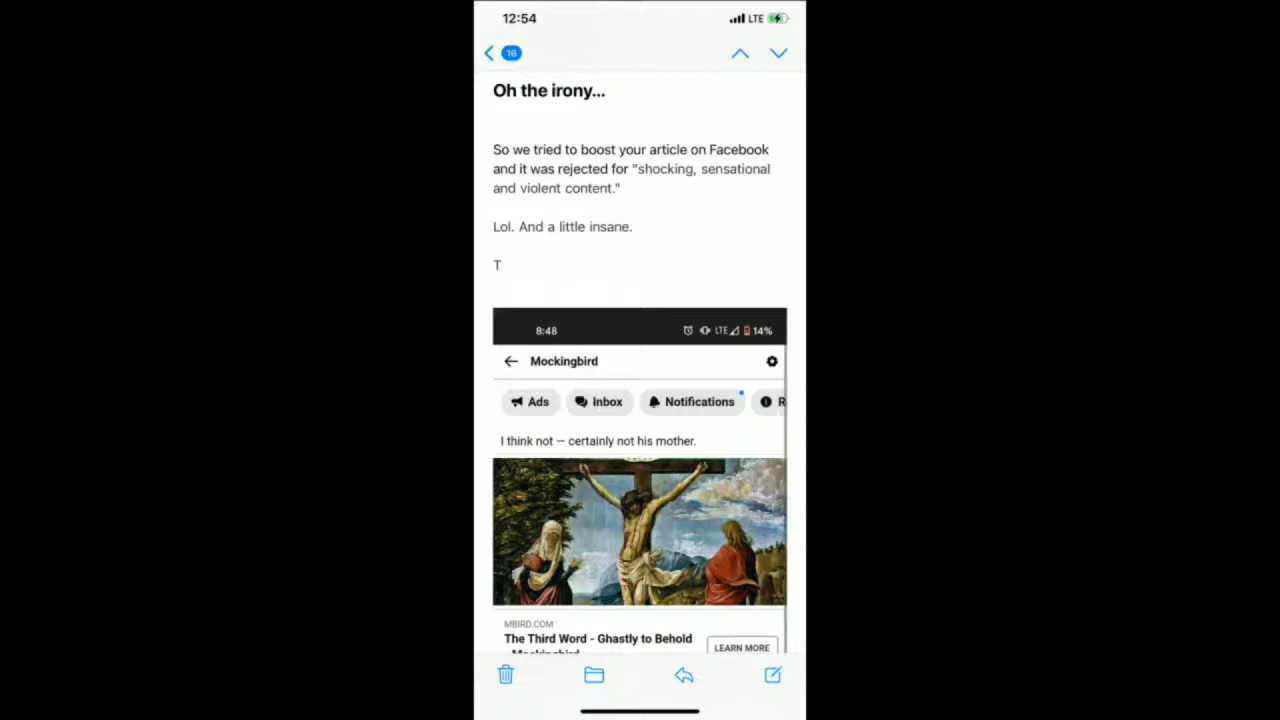 12:54
LTE
16
Oh the irony...
So we tried to boost your article on Facebook
and it was rejected for "shocking, sensational
and violent content."
Lol. And a little insane.
T
8:48
LTE 14%
Mockingbird
Ads Inbox Notifications R
I think not – certainly not his mother.
MBIRD.COM
The Third Word - Ghastly to Behold
LEARN MORE
- Mockingbird